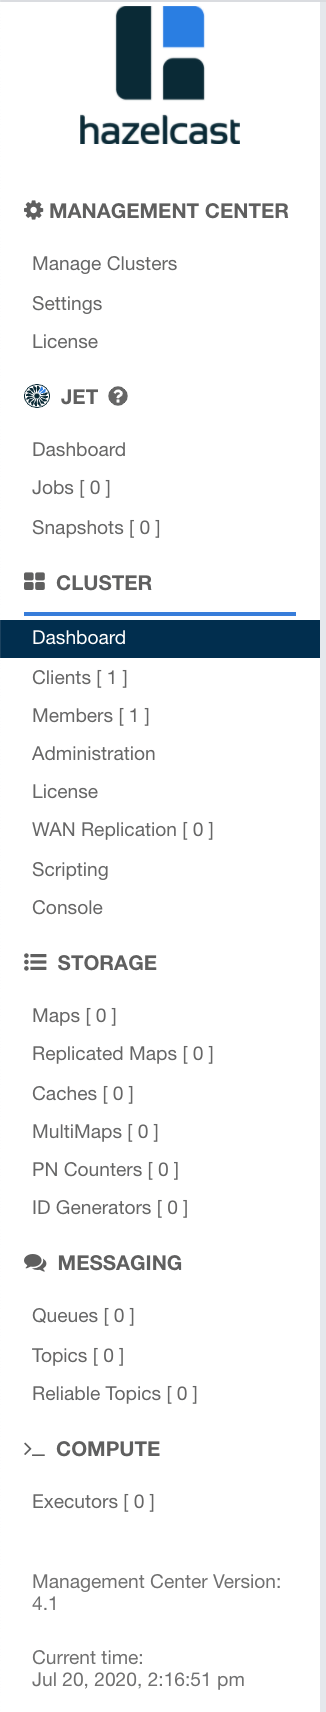 hazelcast
MANAGEMENT CENTER
Manage Clusters
Settings
License
JET ?
Dashboard
Jobs [ 0 ]
Snapshots [ 0 ]
CLUSTER
Dashboard
Clients [ 1 ]
Members [ 1 ]
Administration
License
WAN Replication [ 0 ]
Scripting
Console
STORAGE
Maps [ 0 ]
Replicated Maps [ 0 ]
Caches [ 0 ]
MultiMaps [ 0 ]
PN Counters [ 0 ]
ID Generators [ 0 ]
MESSAGING
Queues [ 0 ]
Topics [ 0 ]
Reliable Topics [ 0 ]
COMPUTE
Executors [ 0 ]
Management Center Version:
4.1
Current time:
Jul 20, 2020, 2:16:51 pm